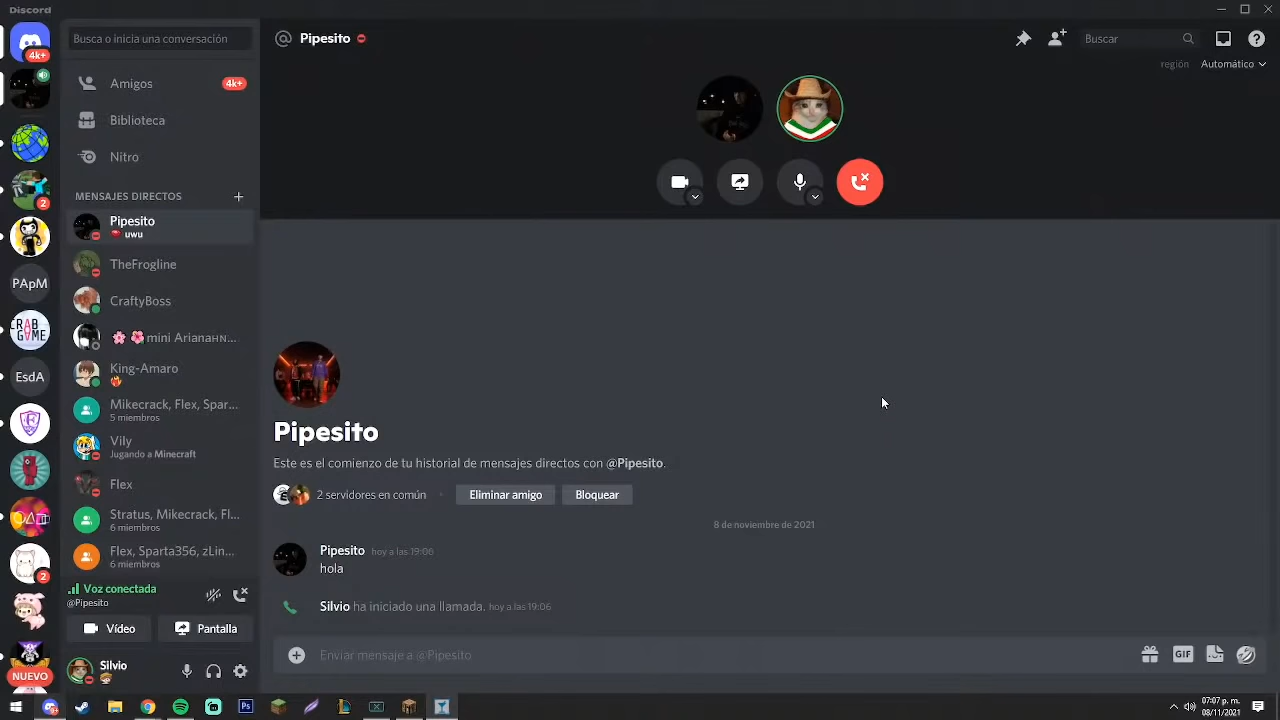 Discord
4k+
PApM
CRAB GAME
EsdA
2
2
NUEVO
Busca o inicia una conversación
Amigos
4k+
Biblioteca
Nitro
MENSAJES DIRECTOS
Pipesito
uwu
TheFrogline
CraftyBoss
mini Arianaʜɴ...
King-Amaro
Mikecrack, Flex, Spar...
5 miembros
Vily
Jugando a Minecraft
Flex
Stratus, Mikecrack, Fl...
6 miembros
Flex, Sparta356, zLin...
6 miembros
Voz conectada
@Pipesito
Vídeo
Pantalla
Silvio
Pipesito
Buscar
región
Automático
Pipesito
Este es el comienzo de tu historial de mensajes directos con @Pipesito.
2 servidores en común
Eliminar amigo
Bloquear
8 de noviembre de 2021
Pipesito hoy a las 19:06
hola
Silvio ha iniciado una llamada. hoy a las 19:06
Enviar mensaje a @Pipesito
GIF
Ps
07:07 p. m.
08/11/2021